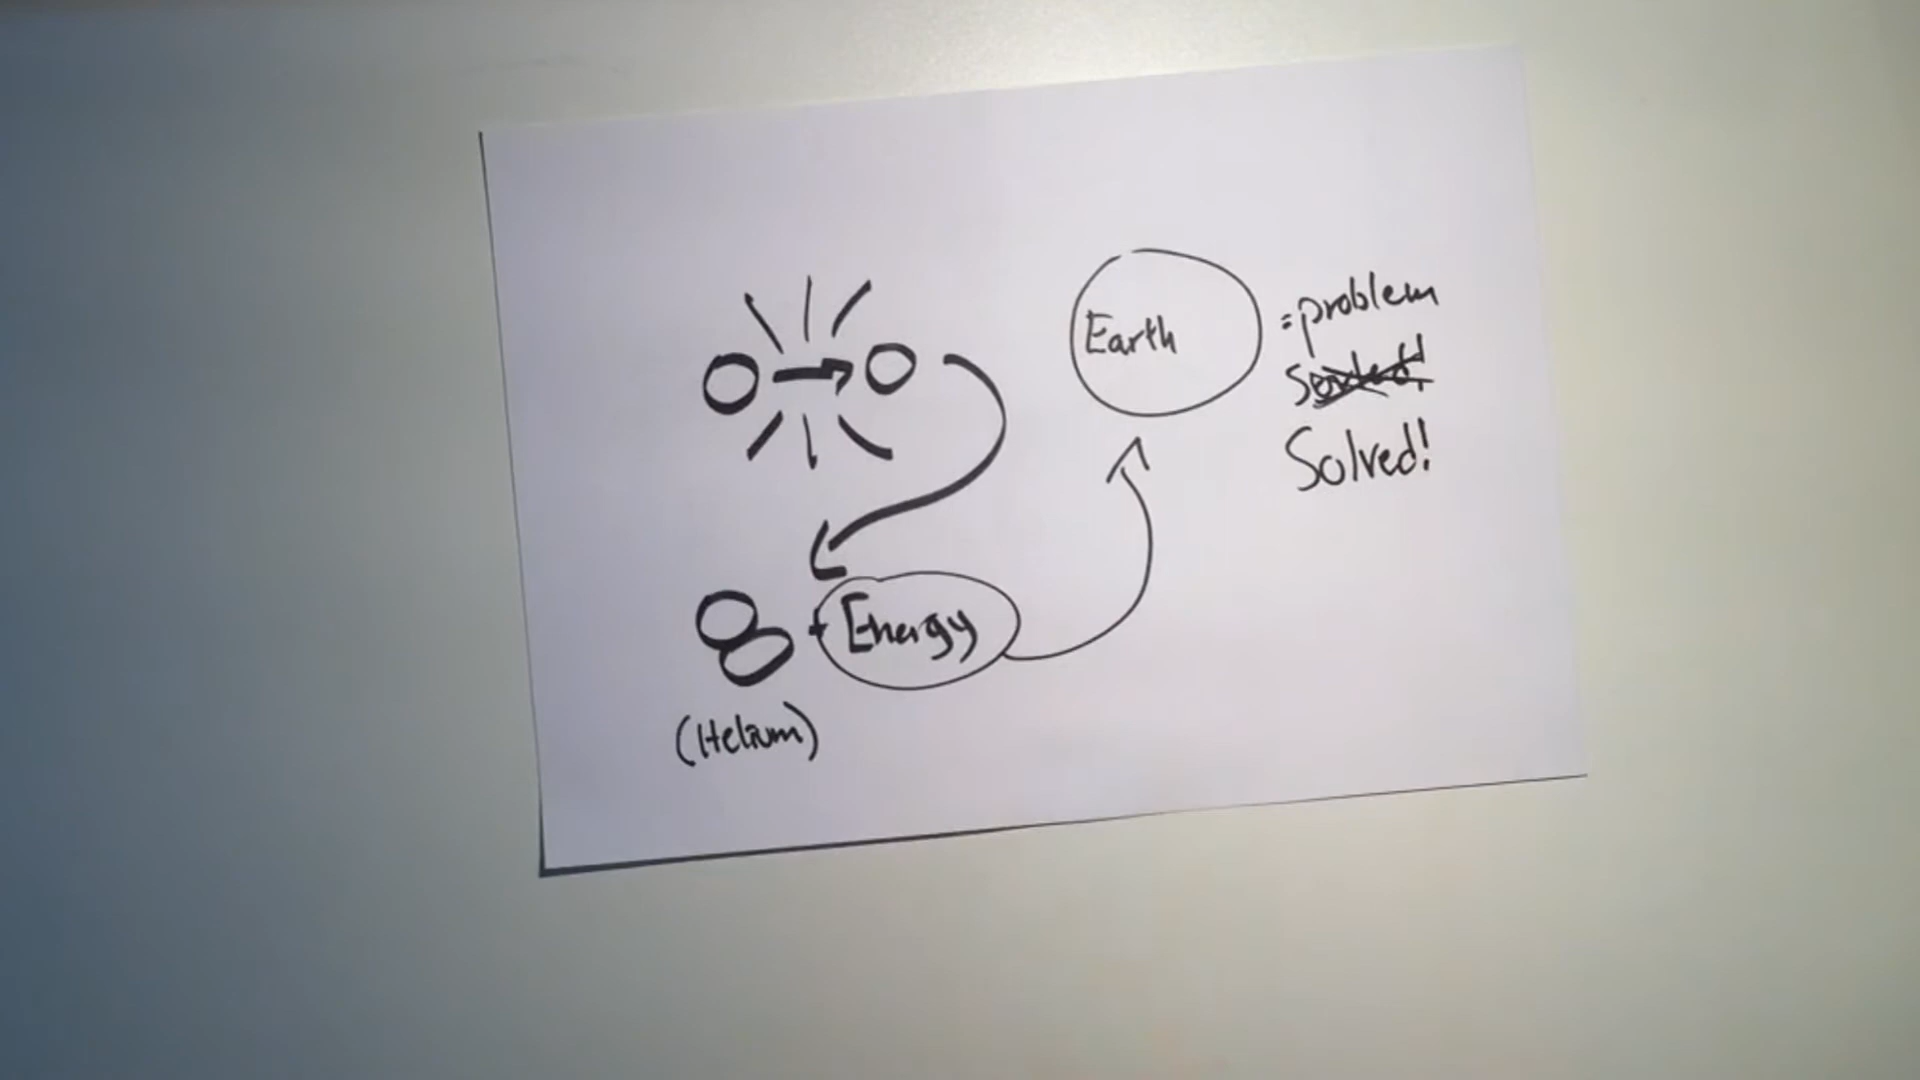 Earth
= problem
Solved!
+ Energy
(Helium)